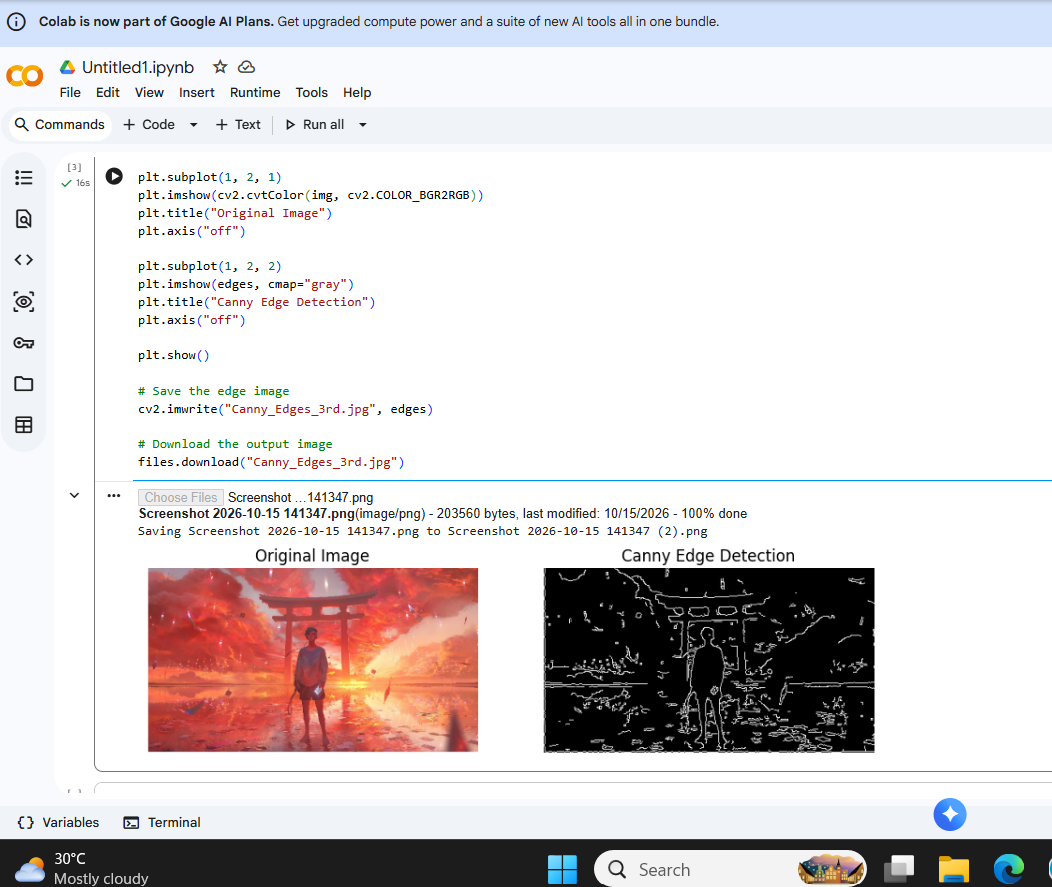 Colab is now part of Google AI Plans. Get upgraded compute power and a suite of new AI tools all in one bundle.
CO
Untitled1.ipynb
File Edit View Insert Runtime Tools Help
Commands + Code + Text Run all
[3]
16s
plt.subplot(1, 2, 1)
plt.imshow(cv2.cvtColor(img, cv2.COLOR_BGR2RGB))
plt.title("Original Image")
plt.axis("off")
plt.subplot(1, 2, 2)
plt.imshow(edges, cmap="gray")
plt.title("Canny Edge Detection")
plt.axis("off")
plt.show()
# Save the edge image
cv2.imwrite("Canny_Edges_3rd.jpg", edges)
# Download the output image
files.download("Canny_Edges_3rd.jpg")
Choose Files Screenshot ...141347.png
Screenshot 2026-10-15 141347.png(image/png) - 203560 bytes, last modified: 10/15/2026 - 100% done
Saving Screenshot 2026-10-15 141347.png to Screenshot 2026-10-15 141347 (2).png
Original Image Canny Edge Detection
{} Variables Terminal
30°C
Mostly cloudy
Search